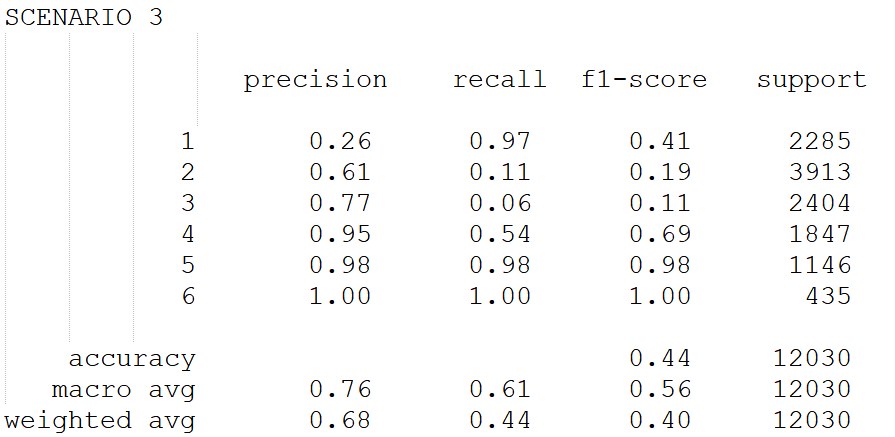 SCENARIO 3
precision recall f1-score support
1 0.26 0.97 0.41 2285
2 0.61 0.11 0.19 3913
3 0.77 0.06 0.11 2404
4 0.95 0.54 0.69 1847
5 0.98 0.98 0.98 1146
6 1.00 1.00 1.00 435
accuracy 0.44 12030
macro avg 0.76 0.61 0.56 12030
weighted avg 0.68 0.44 0.40 12030